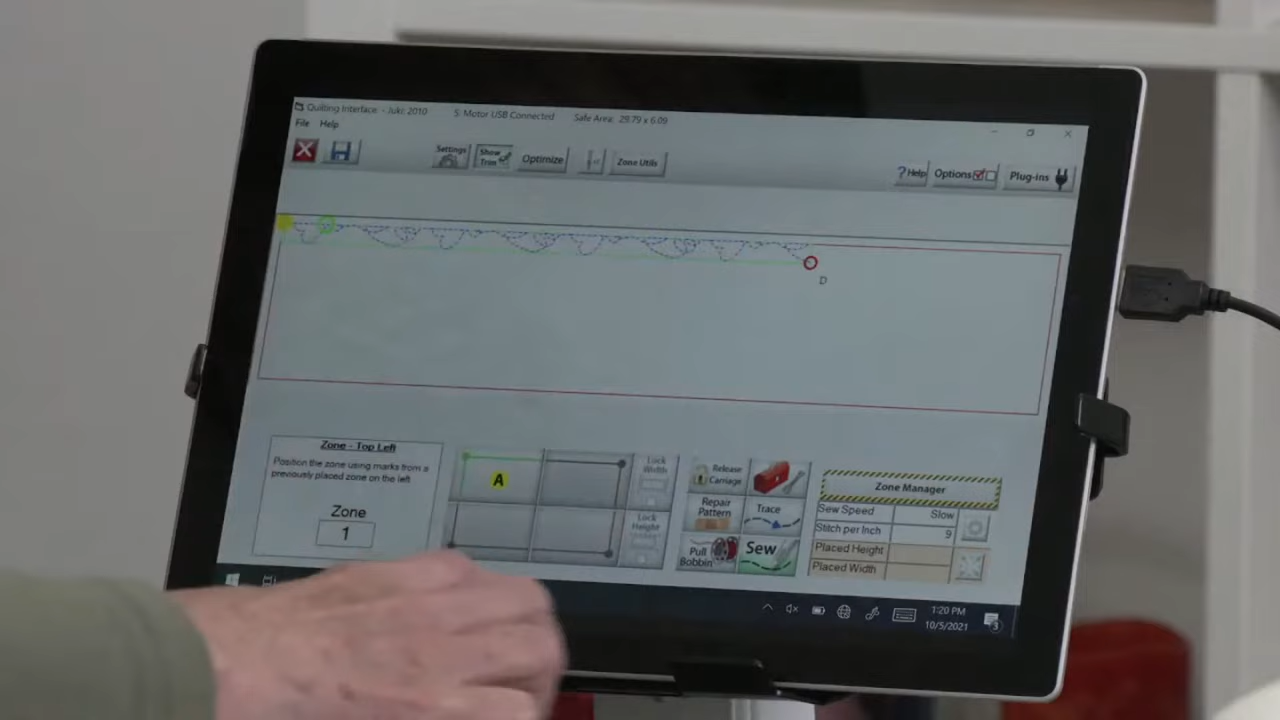 Quilting Interface. - Juki: 2010
S: Motor USB Connected
Safe Area: 29.79 x 6.09
File Help
Settings
Show Trim
Optimize
Zone Utils
? Help
Options
Plug-ins
D
Zone - Top Left
Position the zone using marks from a
previously placed zone on the left
Zone
1
A
Lock
Width
Lock
Height
Release
Carriage
Repair
Pattern
Trace
Pull
Bobbin
Sew
Zone Manager
Sew Speed Slow
Stitch per Inch 9
Placed Height
Placed Width
1:20 PM
10/5/2021
3